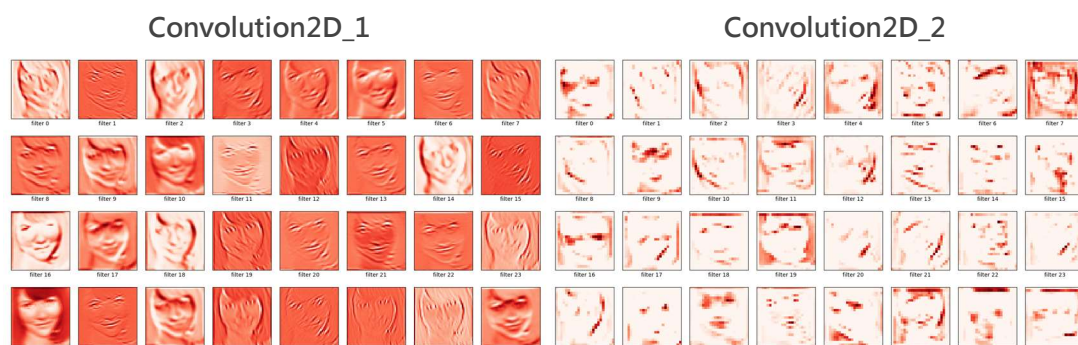 Convolution2D_1 Convolution2D_2
filter 0 filter 1 filter 2 filter 3 filter 4 filter 5 filter 6 filter 7 filter 0 filter 1 filter 2 filter 3 filter 4 filter 5 filter 6 filter 7
filter 8 filter 9 filter 10 filter 11 filter 12 filter 13 filter 14 filter 15 filter 8 filter 9 filter 10 filter 11 filter 12 filter 13 filter 14 filter 15
filter 16 filter 17 filter 18 filter 19 filter 20 filter 21 filter 22 filter 23 filter 16 filter 17 filter 18 filter 19 filter 20 filter 21 filter 22 filter 23